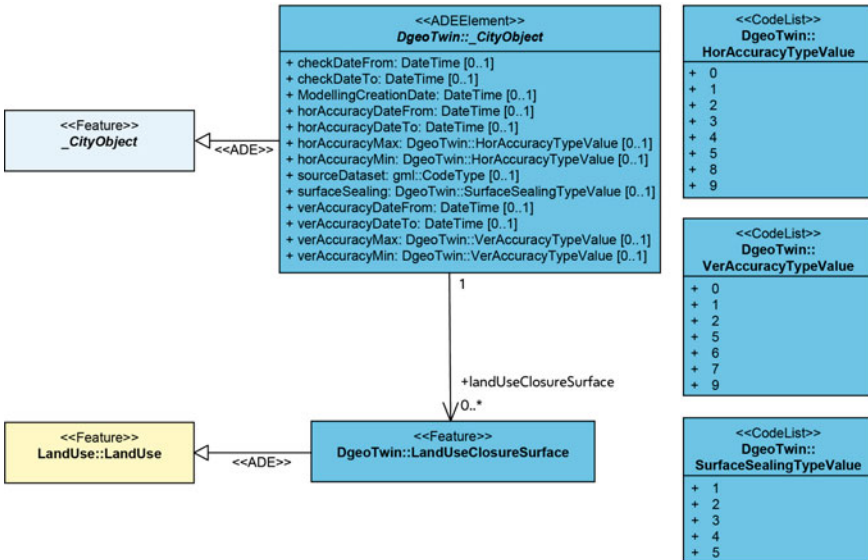 <<ADEElement>>
DgeoTwin::_CityObject
+ checkDateFrom: DateTime [0..1]
+ checkDateTo: DateTime [0..1]
+ ModellingCreationDate: DateTime [0..1]
+ horAccuracyDateFrom: DateTime [0..1]
+ horAccuracyDateTo: DateTime [0..1]
+ horAccuracyMax: DgeoTwin::HorAccuracyTypeValue [0..1]
+ horAccuracyMin: DgeoTwin::HorAccuracyTypeValue [0..1]
+ sourceDataset: gml::CodeType [0..1]
+ surfaceSealing: DgeoTwin::SurfaceSealingTypeValue [0..1]
+ verAccuracyDateFrom: DateTime [0..1]
+ verAccuracyDateTo: DateTime [0..1]
+ verAccuracyMax: DgeoTwin::VerAccuracyTypeValue [0..1]
+ verAccuracyMin: DgeoTwin::VerAccuracyTypeValue [0..1]
<<Feature>>
_CityObject
<<ADE>>
1
+landUseClosureSurface
0..*
<<Feature>>
LandUse::LandUse
<<ADE>>
<<Feature>>
DgeoTwin::LandUseClosureSurface
<<CodeList>>
DgeoTwin::
HorAccuracyTypeValue
+ 0
+ 1
+ 2
+ 3
+ 4
+ 5
+ 8
+ 9
<<CodeList>>
DgeoTwin::
VerAccuracyTypeValue
+ 0
+ 1
+ 2
+ 5
+ 6
+ 7
+ 9
<<CodeList>>
DgeoTwin::
SurfaceSealingTypeValue
+ 1
+ 2
+ 3
+ 4
+ 5